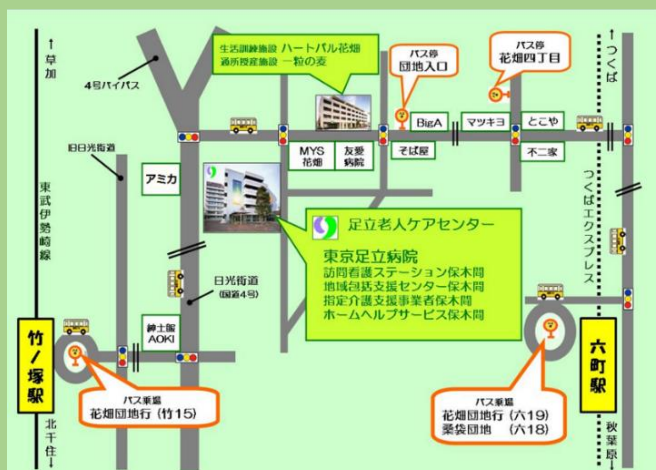 ↑草加
4号バイパス
生活訓練施設 ハートパル花畑
通所授産施設 一粒の麦
バス停
団地入口
バス停
花畑四丁目
↑つくば
旧日光街道
アミカ
MYS
花畑
友愛
病院
そば屋
BigA
マツキヨ
とこや
不二家
東武伊勢崎線
つくばエクスプレス
足立老人ケアセンター
東京足立病院
訪問看護ステーション保木間
地域包括支援センター保木間
指定介護支援事業者保木間
ホームヘルプサービス保木間
日光街道
(国道4号)
紳士服
AOKI
竹ノ塚駅
六町駅
バス乗場
花畑団地行(竹15)
バス乗場
花畑団地行(六19)
桑袋団地 (六18)
北千住↓
秋葉原↓